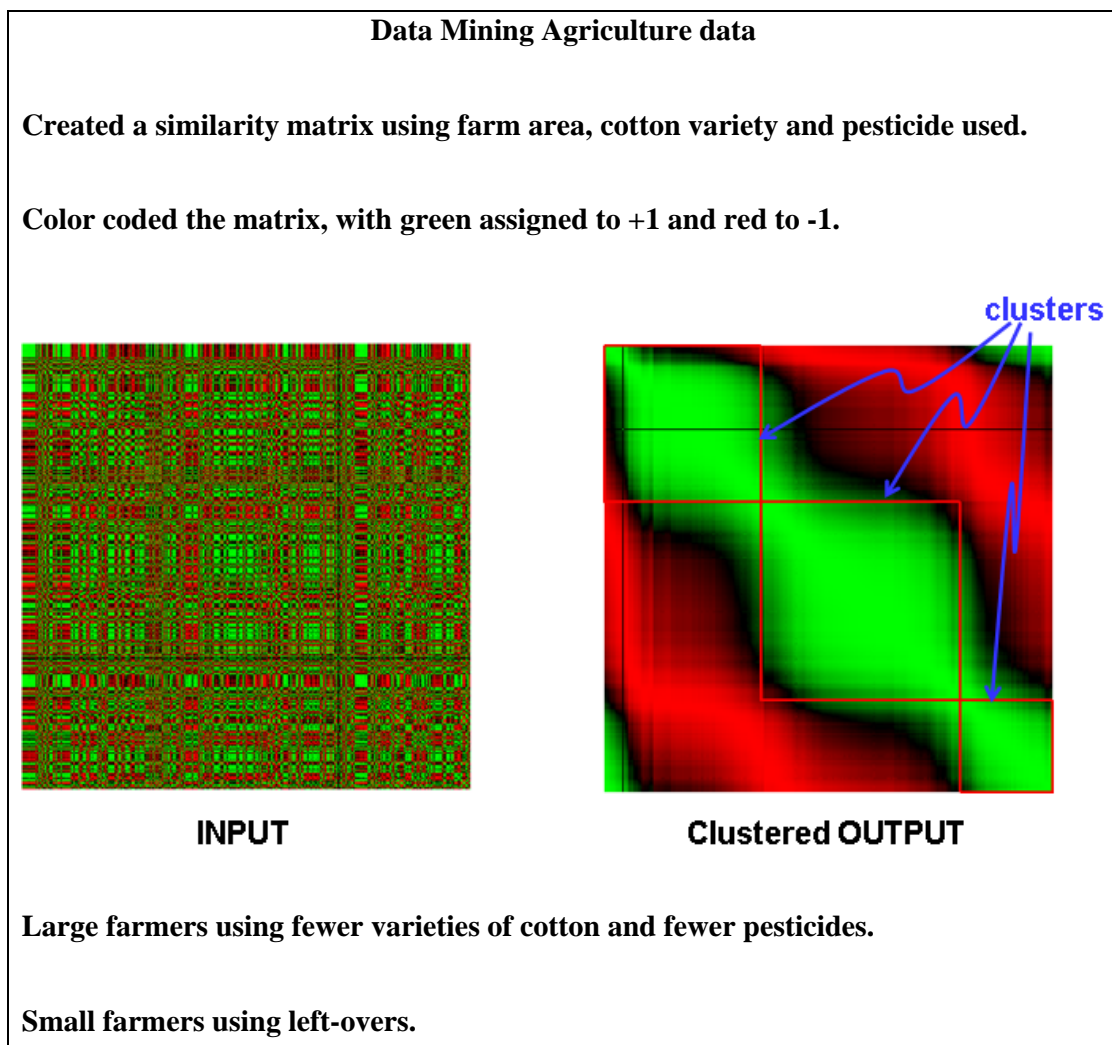 Data Mining Agriculture data
Created a similarity matrix using farm area, cotton variety and pesticide used.
Color coded the matrix, with green assigned to +1 and red to -1.
clusters
INPUT
Clustered OUTPUT
Large farmers using fewer varieties of cotton and fewer pesticides.
Small farmers using left-overs.